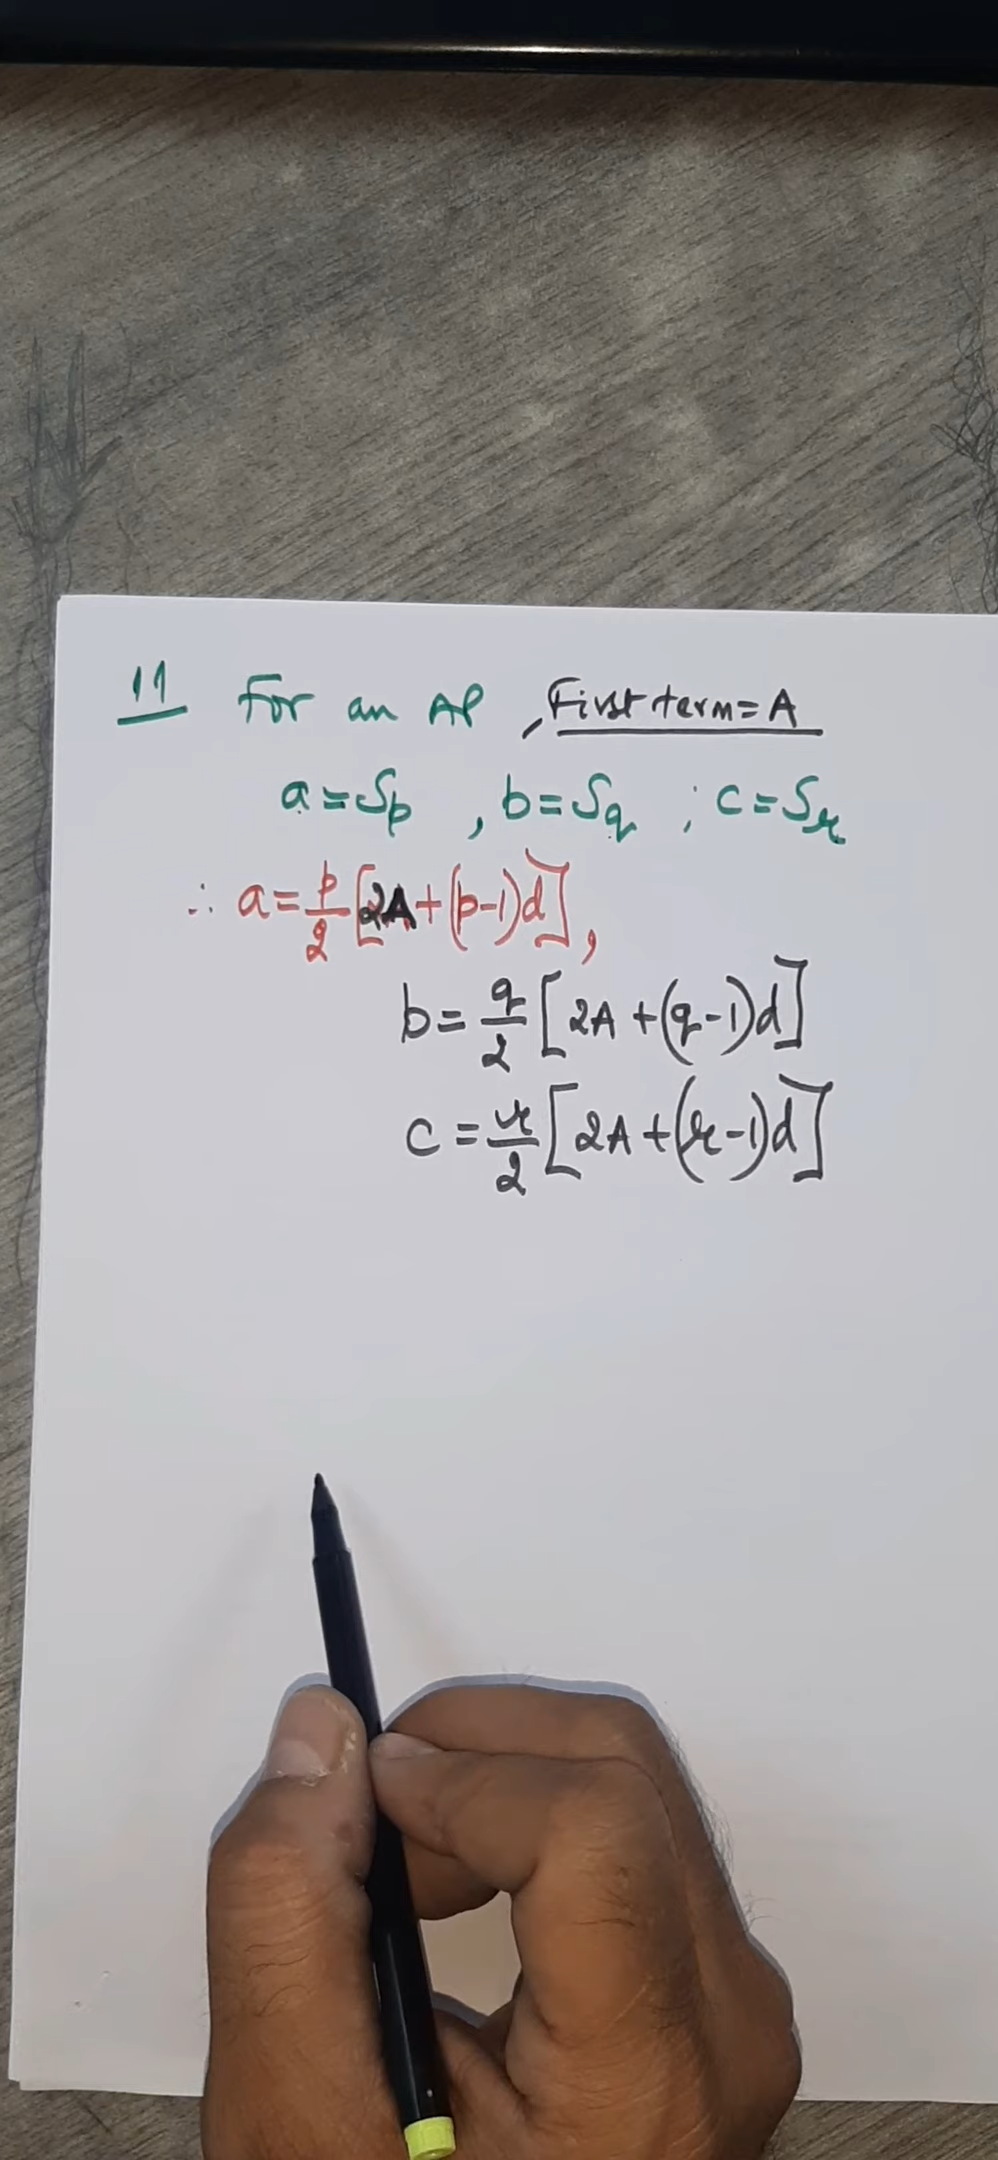 11 For an AP, First term = A
a = Sp , b = Sq ; c = Sr
∴ a = p/2 [2A + (p-1)d],
b = q/2 [2A + (q-1)d]
c = r/2 [2A + (r-1)d]